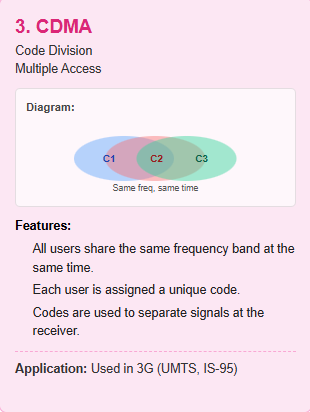 3. CDMA
Code Division
Multiple Access
Diagram:
C1 C2 C3
Same freq, same time
Features:
All users share the same frequency band at the
same time.
Each user is assigned a unique code.
Codes are used to separate signals at the
receiver.
Application: Used in 3G (UMTS, IS-95)